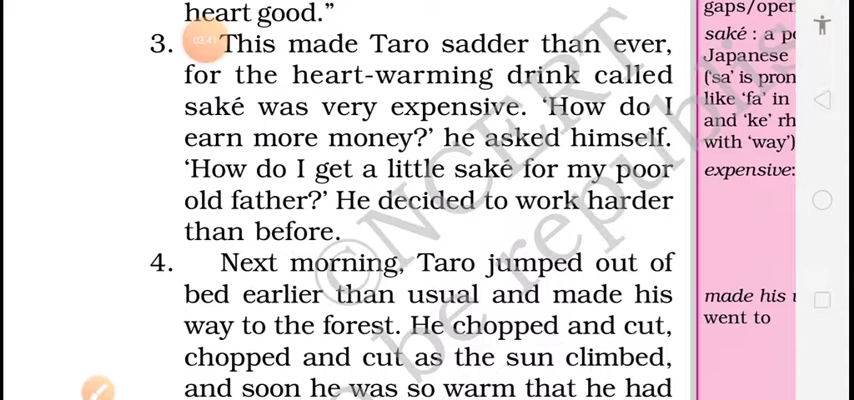 heart good.”
3. This made Taro sadder than ever,
for the heart-warming drink called
saké was very expensive. ‘How do I
earn more money?’ he asked himself.
‘How do I get a little saké for my poor
old father?’ He decided to work harder
than before.
4. Next morning, Taro jumped out of
bed earlier than usual and made his
way to the forest. He chopped and cut,
chopped and cut as the sun climbed,
and soon he was so warm that he had
gaps/oper
saké : a
Japanese
(‘sa’ is pron
like ‘fa’ in
and ‘ke’ rh
with ‘way’)
expensive:
made his
went to
03:41
©NCERT
be republis